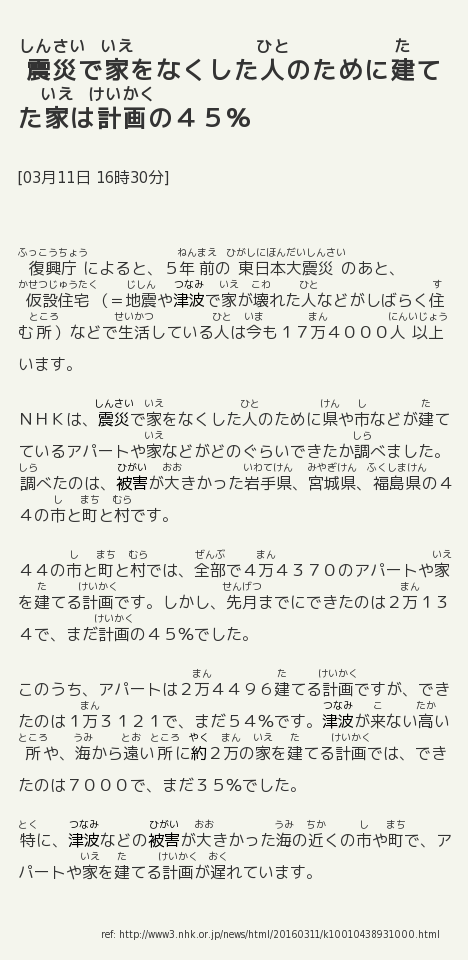 しんさい いえ ひと た
震災で家をなくした人のために建て
いえ けいかく
た家は計画の４５％
[03月11日 16時30分]
ふっこうちょう ねんまえ ひがしにほんだいしんさい
復興庁によると、５年前の東日本大震災のあと、
かせつじゅうたく じしん つなみ いえ こわ ひと す
仮設住宅（＝地震や津波で家が壊れた人などがしばらく住
ところ せいかつ ひと いま まん にんいじょう
む所）などで生活している人は今も１７万４０００人以上
います。
しんさい いえ ひと けん し た
ＮＨＫは、震災で家をなくした人のために県や市などが建て
いえ しら
ているアパートや家などがどのぐらいできたか調べました。
しら ひがい おお いわてけん みやぎけん ふくしまけん
調べたのは、被害が大きかった岩手県、宮城県、福島県の４
し まち むら
４の市と町と村です。
し まち むら ぜんぶ まん いえ
４４の市と町と村では、全部で４万４３７０のアパートや家
た けいかく せんげつ まん
を建てる計画です。しかし、先月までにできたのは２万１３
けいかく
４で、まだ計画の４５％でした。
まん た けいかく
このうち、アパートは２万４４９６建てる計画ですが、でき
まん つなみ こ たか
たのは１万３１２１で、まだ５４％です。津波が来ない高い
ところ うみ とお ところ やく まん いえ た けいかく
所や、海から遠い所に約２万の家を建てる計画では、でき
たのは７０００で、まだ３５％でした。
とく つなみ ひがい おお うみ ちか し まち
特に、津波などの被害が大きかった海の近くの市や町で、ア
いえ た けいかく おく
パートや家を建てる計画が遅れています。
ref: http://www3.nhk.or.jp/news/html/20160311/k10010438931000.html